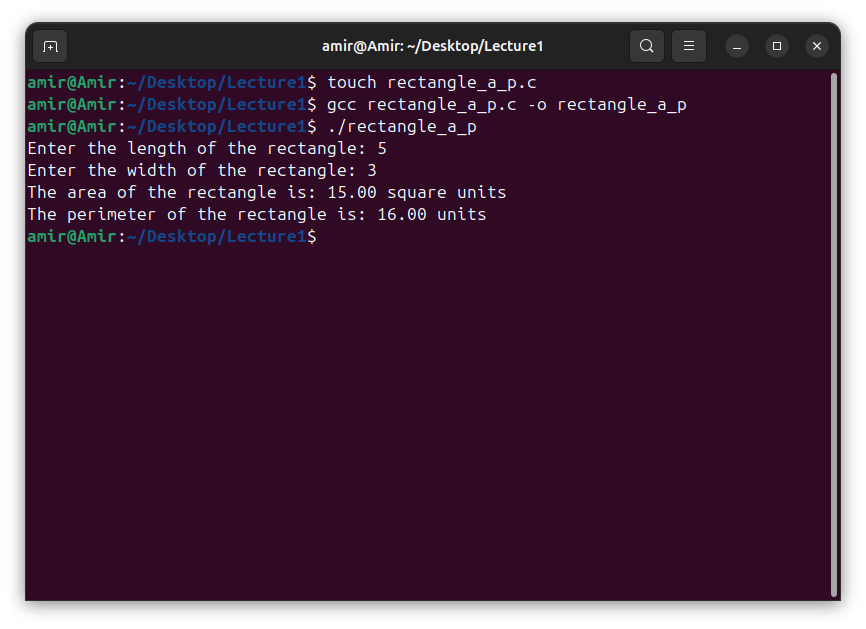 amir@Amir: ~/Desktop/Lecture1
amir@Amir:~/Desktop/Lecture1$ touch rectangle_a_p.c
amir@Amir:~/Desktop/Lecture1$ gcc rectangle_a_p.c -o rectangle_a_p
amir@Amir:~/Desktop/Lecture1$ ./rectangle_a_p
Enter the length of the rectangle: 5
Enter the width of the rectangle: 3
The area of the rectangle is: 15.00 square units
The perimeter of the rectangle is: 16.00 units
amir@Amir:~/Desktop/Lecture1$